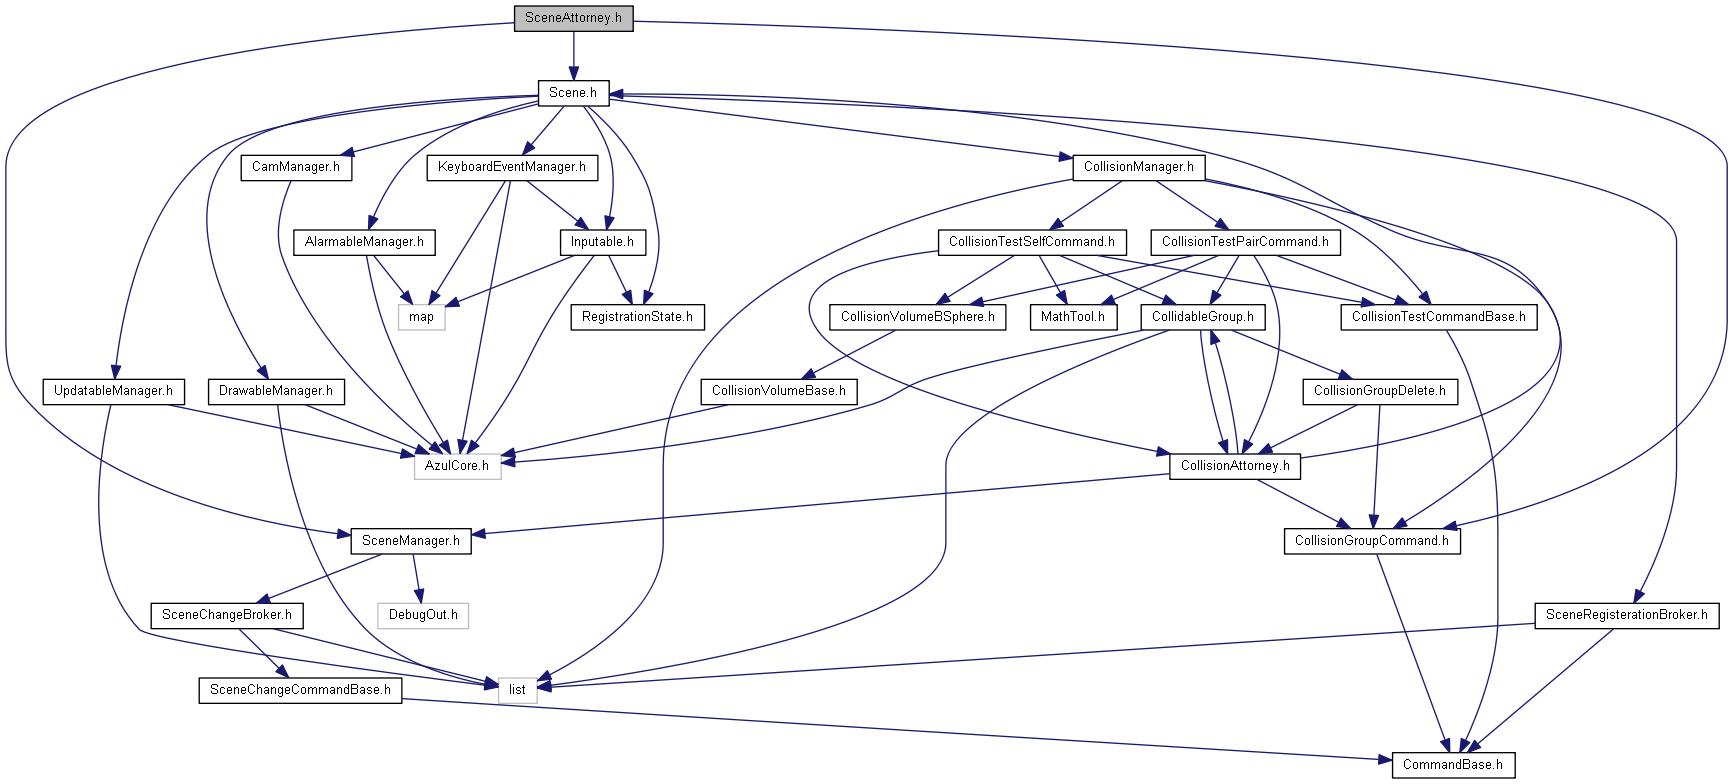 SceneAttorney.h
Scene.h
CamManager.h
KeyboardEventManager.h
CollisionManager.h
AlarmableManager.h
Inputable.h
CollisionTestSelfCommand.h
CollisionTestPairCommand.h
map
RegistrationState.h
CollisionVolumeBSphere.h
MathTool.h
CollidableGroup.h
CollisionTestCommandBase.h
UpdatableManager.h
DrawableManager.h
CollisionVolumeBase.h
CollisionGroupDelete.h
AzulCore.h
CollisionAttorney.h
SceneManager.h
CollisionGroupCommand.h
SceneChangeBroker.h
DebugOut.h
SceneRegisterationBroker.h
SceneChangeCommandBase.h
list
CommandBase.h